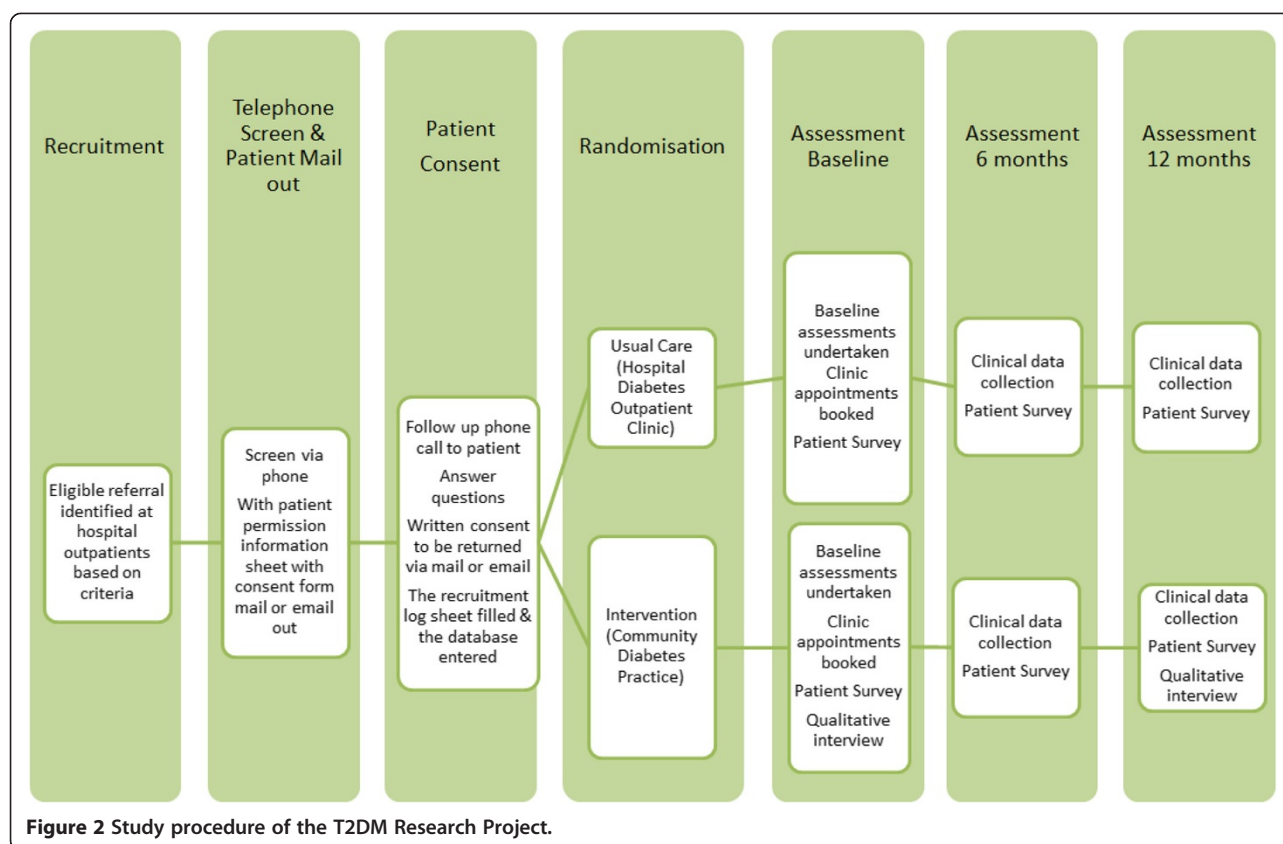 Recruitment
Telephone
Screen &
Patient Mail
out
Patient
Consent
Randomisation
Assessment
Baseline
Assessment
6 months
Assessment
12 months
Eligible referral
identified at
hospital
outpatients
based on
criteria
Screen via
phone
With patient
permission
information
sheet with
consent form
mail or email
out
Follow up phone
call to patient
Answer
questions
Written consent
to be returned
via mail or email
The recruitment
log sheet filled &
the database
entered
Usual Care
(Hospital
Diabetes
Outpatient
Clinic)
Baseline
assessments
undertaken
Clinic
appointments
booked
Patient Survey
Clinical data
collection
Patient Survey
Clinical data
collection
Patient Survey
Intervention
(Community
Diabetes
Practice)
Baseline
assessments
undertaken
Clinic
appointments
booked
Patient Survey
Qualitative
interview
Clinical data
collection
Patient Survey
Clinical data
collection
Patient Survey
Qualitative
interview
Figure 2 Study procedure of the T2DM Research Project.